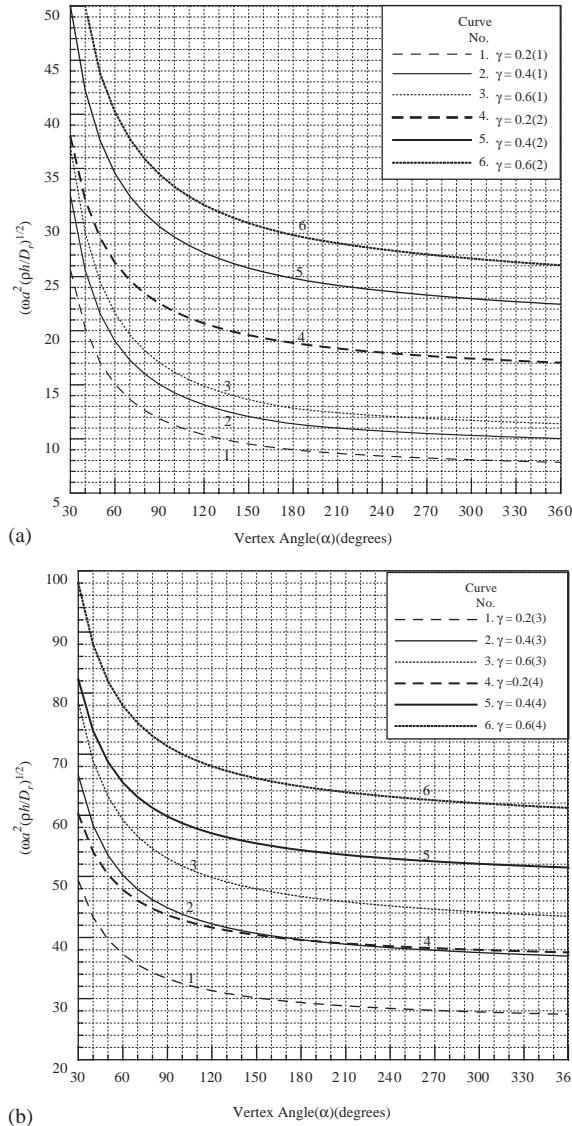 50
45
40
35
30
25
20
15
10
5
(ωa²(ρh/Dr)1/2
Curve
No.
1. γ = 0.2(1)
2. γ = 0.4(1)
3. γ = 0.6(1)
4. γ = 0.2(2)
5. γ = 0.4(2)
6. γ = 0.6(2)
6
5
4
3
2
1
30 60 90 120 150 180 210 240 270 300 330 360
(a)
Vertex Angle(α)(degrees)
100
90
80
70
60
50
40
30
20
(ωa²(ρh/Dr)1/2
Curve
No.
1. γ = 0.2(3)
2. γ = 0.4(3)
3. γ = 0.6(3)
4. γ =0.2(4)
5. γ = 0.4(4)
6. γ = 0.6(4)
6
5
3
2
4
1
30 60 90 120 150 180 210 240 270 300 330 36
(b)
Vertex Angle(α)(degrees)